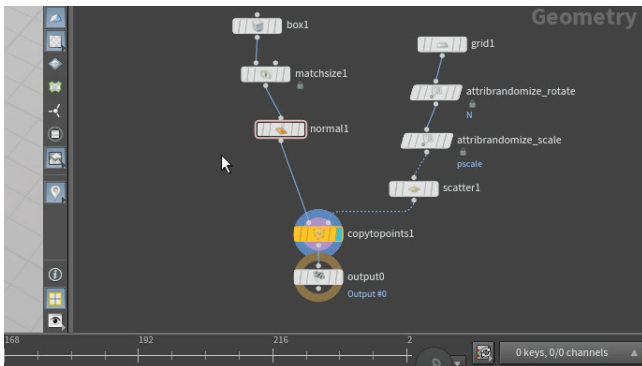 Geometry
box1
grid1
matchsize1
attribrandomize_rotate
N
normal1
attribrandomize_scale
pscale
scatter1
copytopoints1
output0
Output #0
168
192
216
2
0 keys, 0/0 channels